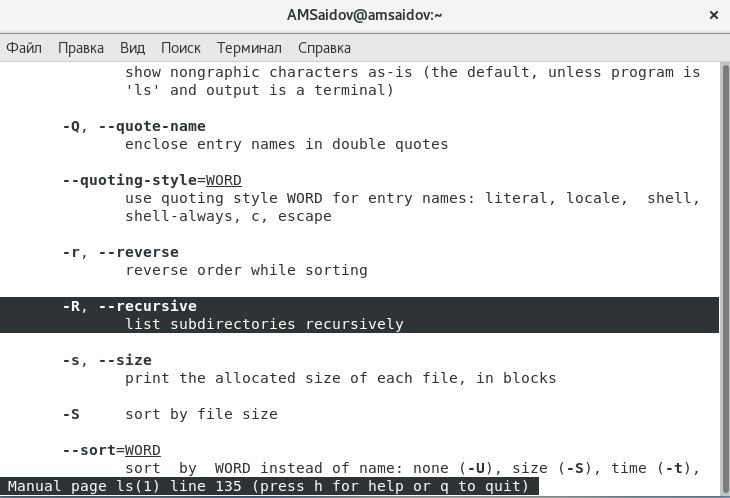 AMSaidov@amsaidov:~
Файл Правка Вид Поиск Терминал Справка
show nongraphic characters as-is (the default, unless program is
'ls' and output is a terminal)
-Q, --quote-name
enclose entry names in double quotes
--quoting-style=WORD
use quoting style WORD for entry names: literal, locale,  shell,
shell-always, c, escape
-r, --reverse
reverse order while sorting
-R, --recursive
list subdirectories recursively
-s, --size
print the allocated size of each file, in blocks
-S     sort by file size
--sort=WORD
sort  by  WORD instead of name: none (-U), size (-S), time (-t),
Manual page ls(1) line 135 (press h for help or q to quit)